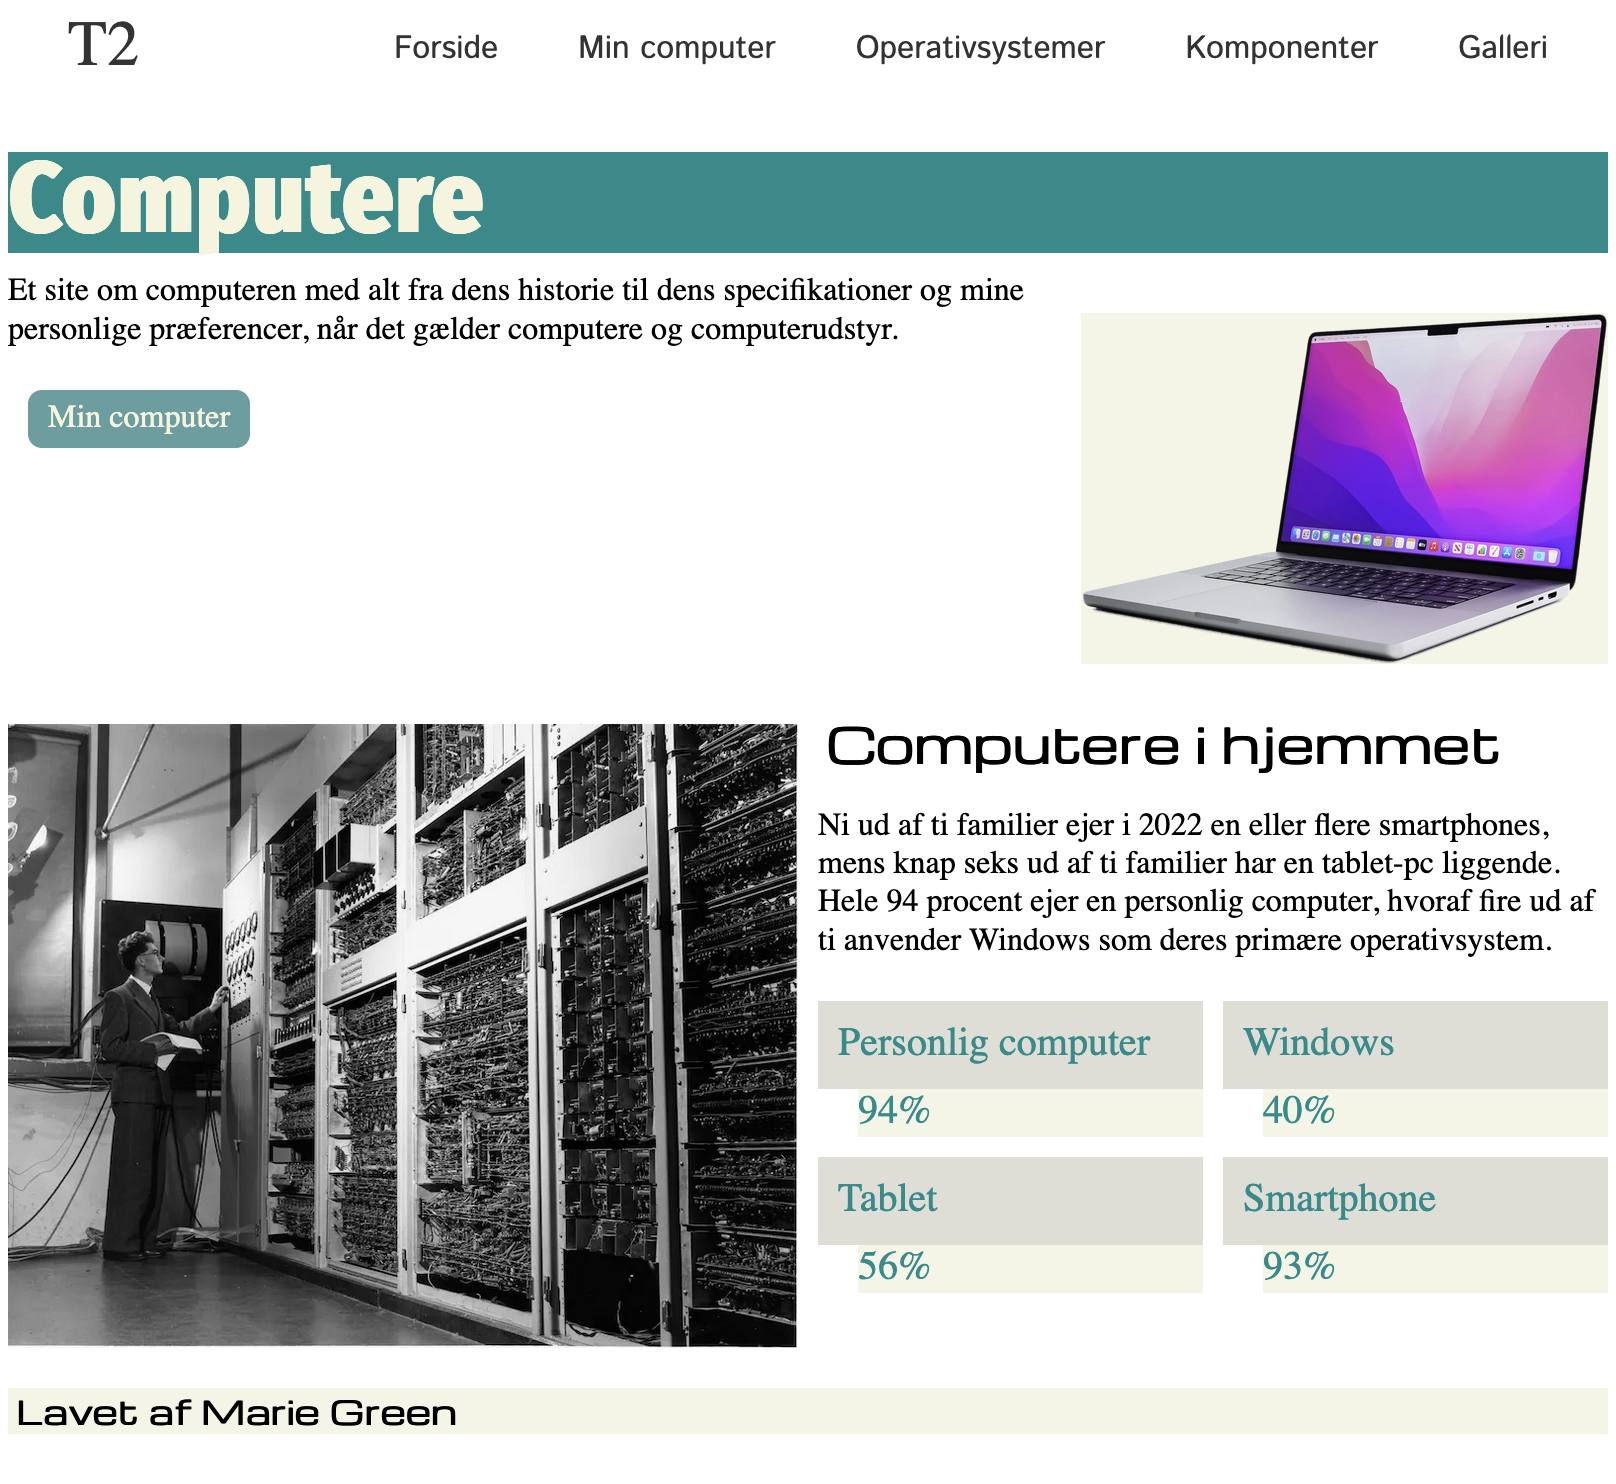 T2
Forside
Min computer
Operativsystemer
Komponenter
Galleri
Computere
Et site om computeren med alt fra dens historie til dens specifikationer og mine
personlige præferencer, når det gælder computere og computerudstyr.
Min computer
Computere i hjemmet
Ni ud af ti familier ejer i 2022 en eller flere smartphones,
mens knap seks ud af ti familier har en tablet-pc liggende.
Hele 94 procent ejer en personlig computer, hvoraf fire ud af
ti anvender Windows som deres primære operativsystem.
Personlig computer
94%
Windows
40%
Tablet
56%
Smartphone
93%
Lavet af Marie Green